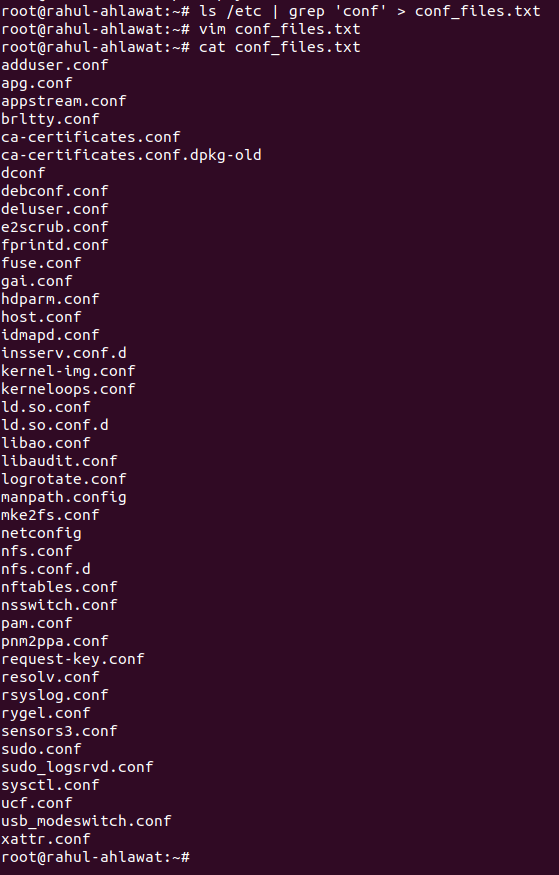 root@rahul-ahlawat:~# ls /etc | grep 'conf' > conf_files.txt
root@rahul-ahlawat:~# vim conf_files.txt
root@rahul-ahlawat:~# cat conf_files.txt
adduser.conf
apg.conf
appstream.conf
brltty.conf
ca-certificates.conf
ca-certificates.conf.dpkg-old
dconf
debconf.conf
deluser.conf
e2scrub.conf
fprintd.conf
fuse.conf
gai.conf
hdparm.conf
host.conf
idmapd.conf
insserv.conf.d
kernel-img.conf
kerneloops.conf
ld.so.conf
ld.so.conf.d
libao.conf
libaudit.conf
logrotate.conf
manpath.config
mke2fs.conf
netconfig
nfs.conf
nfs.conf.d
nftables.conf
nsswitch.conf
pam.conf
pnm2ppa.conf
request-key.conf
resolv.conf
rsyslog.conf
rygel.conf
sensors3.conf
sudo.conf
sudo_logsrvd.conf
sysctl.conf
ucf.conf
usb_modeswitch.conf
xattr.conf
root@rahul-ahlawat:~#